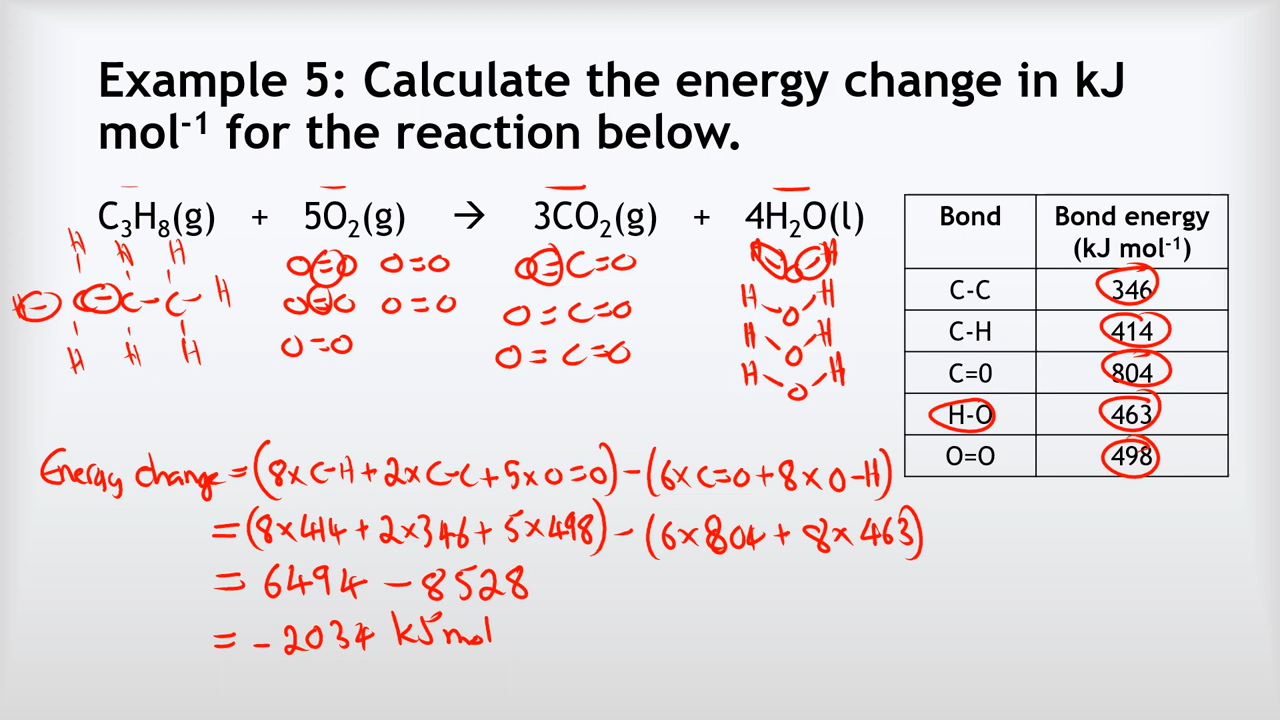 Example 5: Calculate the energy change in kJ
mol⁻¹ for the reaction below.
C₃H₈(g) + 5O₂(g) → 3CO₂(g) + 4H₂O(l)
H H H
H - C - C - C - H
H H H
O=O O=O
O=O O=O
O=O
O=C=O
O=C=O
O=C=O
H O H
H-O-H
H-O-H
H-O-H
Bond Bond energy (kJ mol⁻¹)
C-C 346
C-H 414
C=0 804
H-O 463
O=O 498
Energy change = (8×C-H + 2×C-C + 5×O=O) - (6×C=O + 8×O-H)
= (8×414 + 2×346 + 5×498) - (6×804 + 8×463)
= 6494 - 8528
= -2034 kJ mol